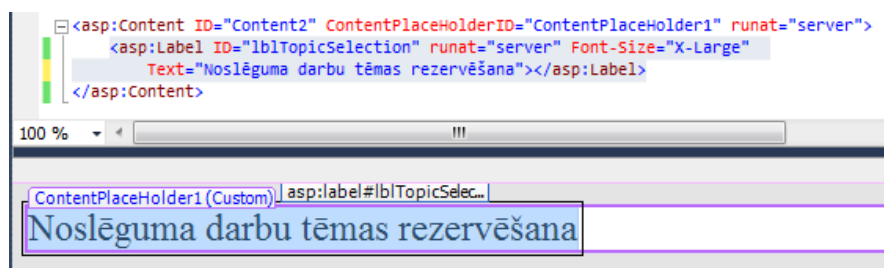 <asp:Content ID="Content2" ContentPlaceHolderID="ContentPlaceHolder1" runat="server">
<asp:Label ID="lblTopicSelection" runat="server" Font-Size="X-Large"
Text="Noslēguma darbu tēmas rezervēšana"></asp:Label>
</asp:Content>
100 %
ContentPlaceHolder1 (Custom) asp:label#lblTopicSelec...
Noslēguma darbu tēmas rezervēšana